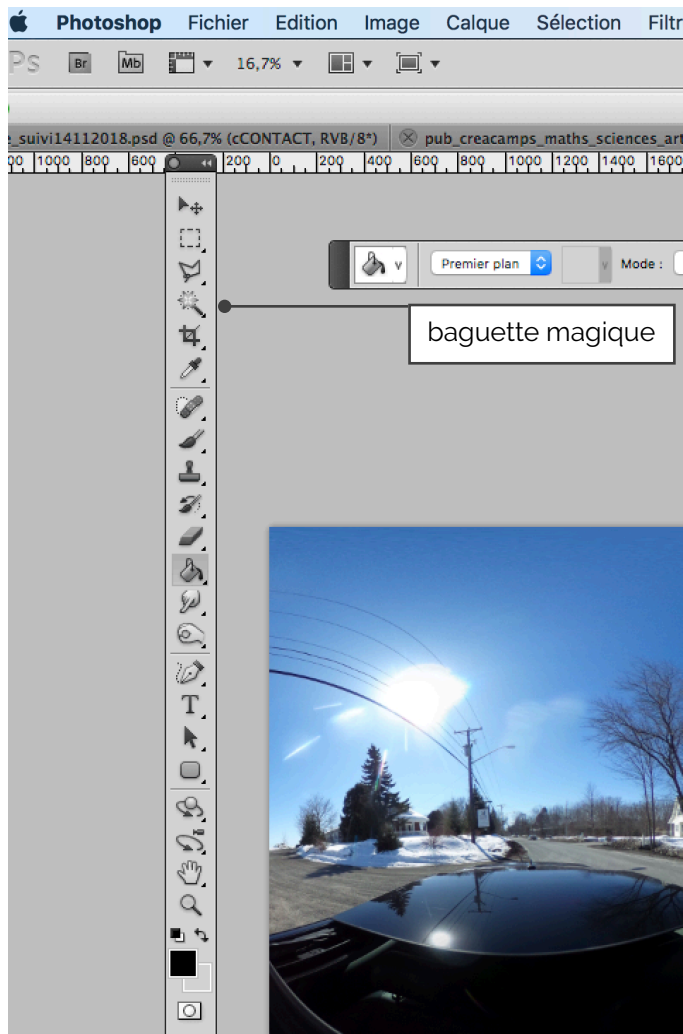 Photoshop Fichier Edition Image Calque Sélection Filtr
Ps Br Mb 16,7%
e_suivi14112018.psd @ 66,7% (cCONTACT, RVB/8*) pub_creacamps_maths_sciences_art
00 1000 800 600 200 0 200 400 600 800 1000 1200 1400 1600
Premier plan Mode :
baguette magique
T